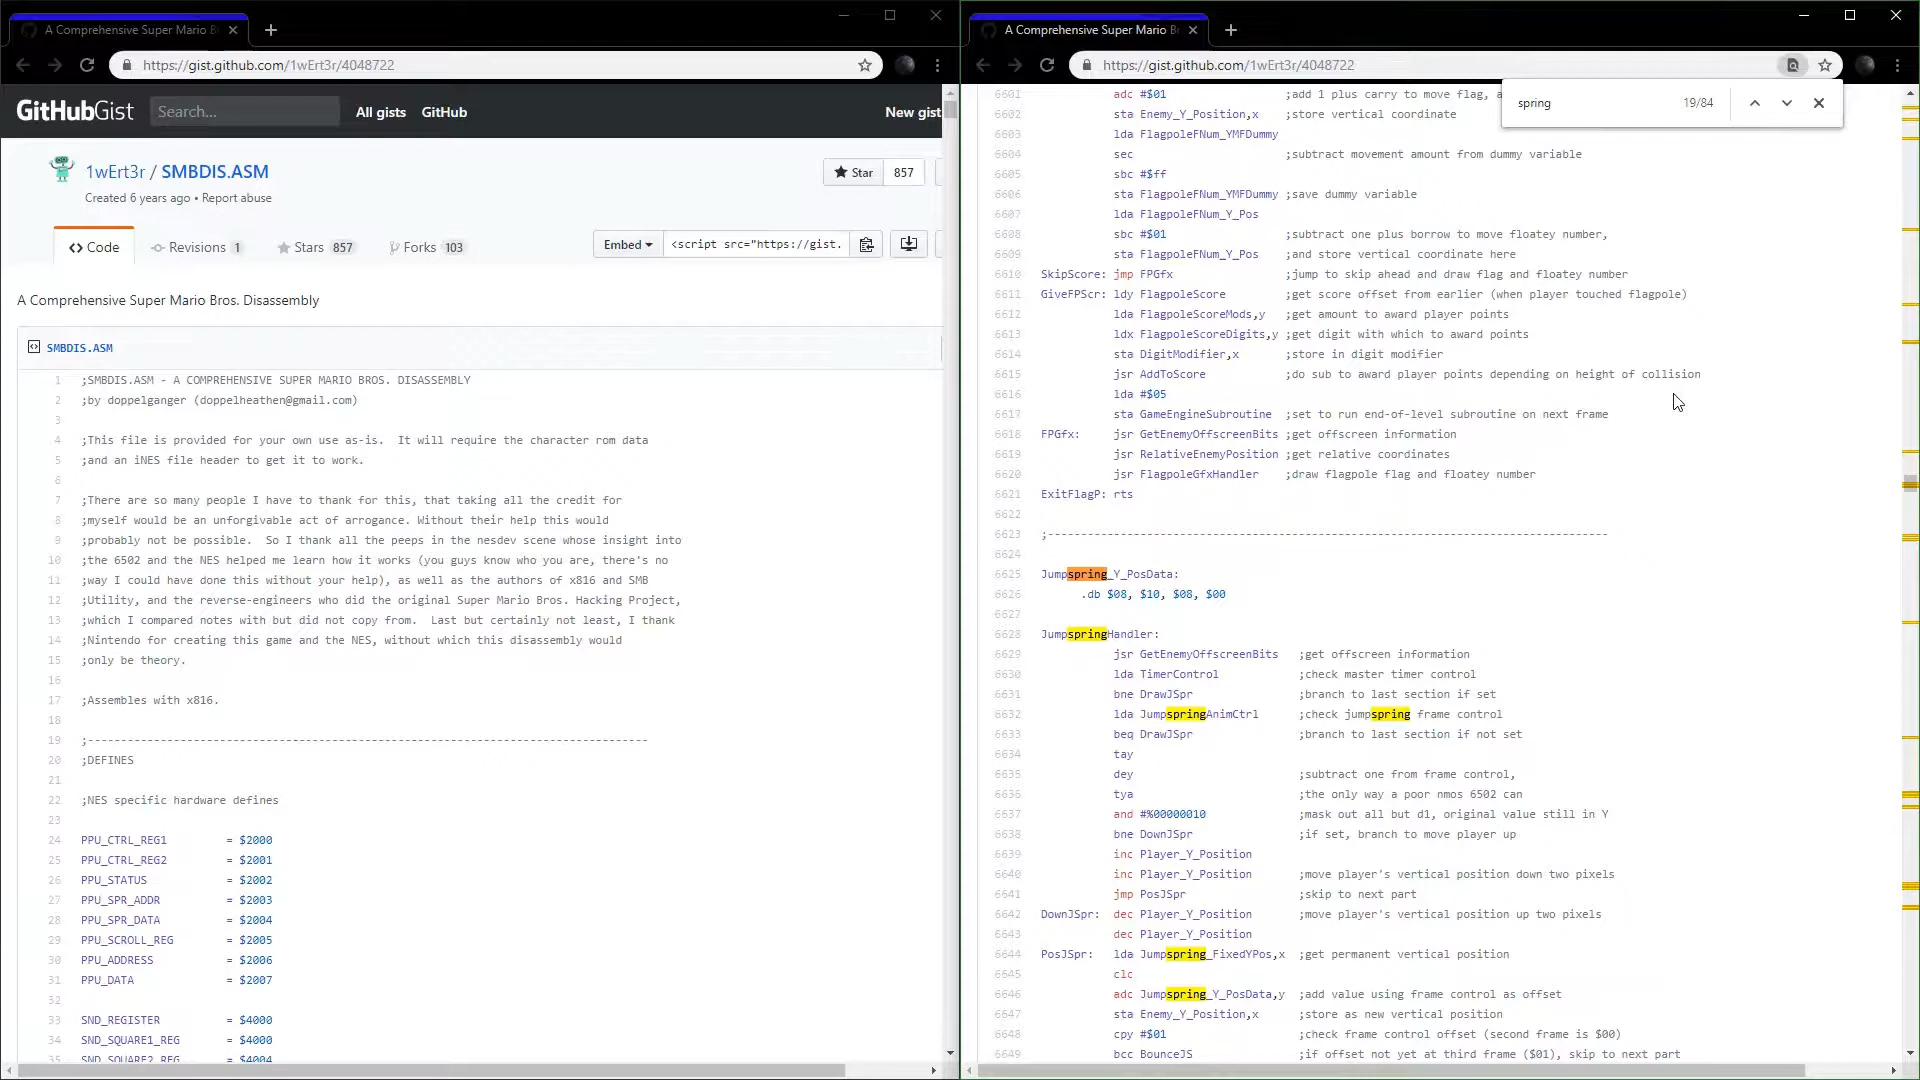 A Comprehensive Super Mario B
https://gist.github.com/1wErt3r/4048722
GitHubGist
Search...
All gists
GitHub
New gist
1wErt3r / SMBDIS.ASM
Created 6 years ago • Report abuse
Star 857
Code
Revisions 1
Stars 857
Forks 103
Embed
<script src="https://gist.
A Comprehensive Super Mario Bros. Disassembly
SMBDIS.ASM
1 ;SMBDIS.ASM - A COMPREHENSIVE SUPER MARIO BROS. DISASSEMBLY
2 ;by doppelganger (doppelheathen@gmail.com)
3
4 ;This file is provided for your own use as-is.  It will require the character rom data
5 ;and an iNES file header to get it to work.
6
7 ;There are so many people I have to thank for this, that taking all the credit for
8 ;myself would be an unforgivable act of arrogance. Without their help this would
9 ;probably not be possible.  So I thank all the peeps in the nesdev scene whose insight into
10 ;the 6502 and the NES helped me learn how it works (you guys know who you are, there's no
11 ;way I could have done this without your help), as well as the authors of x816 and SMB
12 ;Utility, and the reverse-engineers who did the original Super Mario Bros. Hacking Project,
13 ;which I compared notes with but did not copy from.  Last but certainly not least, I thank
14 ;Nintendo for creating this game and the NES, without which this disassembly would
15 ;only be theory.
16
17 ;Assembles with x816.
18
19 ;-------------------------------------------------------------------------------------
20 ;DEFINES
21
22 ;NES specific hardware defines
23
24 PPU_CTRL_REG1 = $2000
25 PPU_CTRL_REG2 = $2001
26 PPU_STATUS = $2002
27 PPU_SPR_ADDR = $2003
28 PPU_SPR_DATA = $2004
29 PPU_SCROLL_REG = $2005
30 PPU_ADDRESS = $2006
31 PPU_DATA = $2007
32
33 SND_REGISTER = $4000
34 SND_SQUARE1_REG = $4000
35 SND_SQUARE2_REG = $4004
A Comprehensive Super Mario Br
https://gist.github.com/1wErt3r/4048722
spring 19/84
6601 adc #$01 ;add 1 plus carry to move flag, a
6602 sta Enemy_Y_Position,x ;store vertical coordinate
6603 lda FlagpoleFNum_YMFDummy
6604 sec ;subtract movement amount from dummy variable
6605 sbc #$ff
6606 sta FlagpoleFNum_YMFDummy ;save dummy variable
6607 lda FlagpoleFNum_Y_Pos
6608 sbc #$01 ;subtract one plus borrow to move floatey number,
6609 sta FlagpoleFNum_Y_Pos ;and store vertical coordinate here
6610 SkipScore: jmp FPGfx ;jump to skip ahead and draw flag and floatey number
6611 GiveFPScr: ldy FlagpoleScore ;get score offset from earlier (when player touched flagpole)
6612 lda FlagpoleScoreMods,y ;get amount to award player points
6613 ldx FlagpoleScoreDigits,y ;get digit with which to award points
6614 sta DigitModifier,x ;store in digit modifier
6615 jsr AddToScore ;do sub to award player points depending on height of collision
6616 lda #$05
6617 sta GameEngineSubroutine ;set to run end-of-level subroutine on next frame
6618 FPGfx: jsr GetEnemyOffscreenBits ;get offscreen information
6619 jsr RelativeEnemyPosition ;get relative coordinates
6620 jsr FlagpoleGfxHandler ;draw flagpole flag and floatey number
6621 ExitFlagP: rts
6622
6623 ;-------------------------------------------------------------------------------------
6624
6625 Jumpspring_Y_PosData:
6626 .db $08, $10, $08, $00
6627
6628 JumpspringHandler:
6629 jsr GetEnemyOffscreenBits ;get offscreen information
6630 lda TimerControl ;check master timer control
6631 bne DrawJSpr ;branch to last section if set
6632 lda JumpspringAnimCtrl ;check jumpspring frame control
6633 beq DrawJSpr ;branch to last section if not set
6634 tay
6635 dey ;subtract one from frame control,
6636 tya ;the only way a poor nmos 6502 can
6637 and #%00000010 ;mask out all but d1, original value still in Y
6638 bne DownJSpr ;if set, branch to move player up
6639 inc Player_Y_Position
6640 inc Player_Y_Position ;move player's vertical position down two pixels
6641 jmp PosJSpr ;skip to next part
6642 DownJSpr: dec Player_Y_Position ;move player's vertical position up two pixels
6643 dec Player_Y_Position
6644 PosJSpr: lda Jumpspring_FixedYPos,x ;get permanent vertical position
6645 clc
6646 adc Jumpspring_Y_PosData,y ;add value using frame control as offset
6647 sta Enemy_Y_Position,x ;store as new vertical position
6648 cpy #$01 ;check frame control offset (second frame is $00)
6649 bcc BounceJS ;if offset not yet at third frame ($01), skip to next part